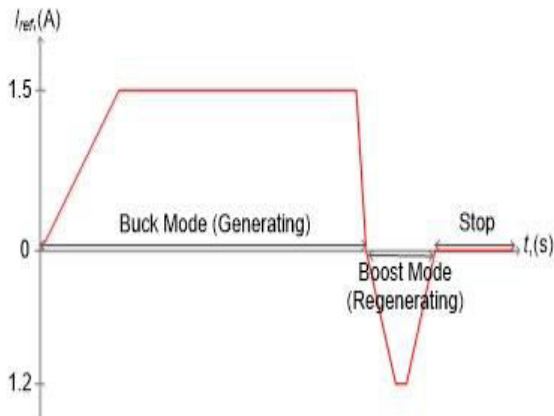 I_ref,(A)
1.5
Buck Mode (Generating)
Stop
0
t,(s)
Boost Mode
(Regenerating)
1.2